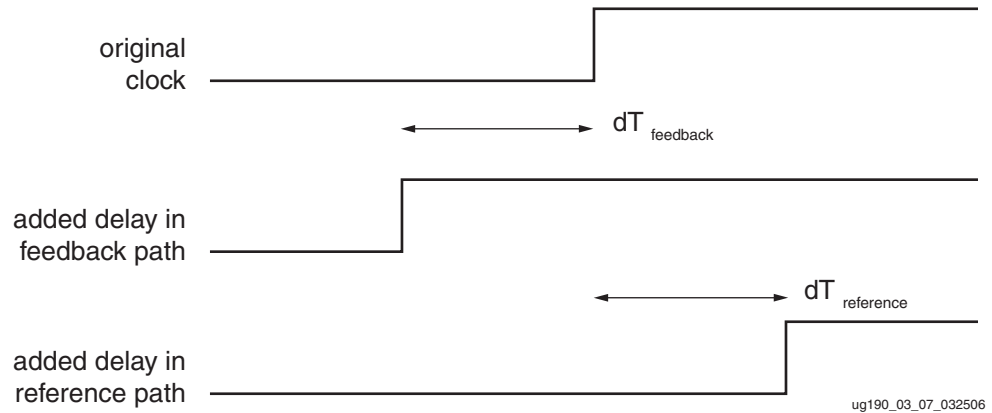 original
clock
dT feedback
added delay in
feedback path
dT reference
added delay in
reference path
ug190_03_07_032506